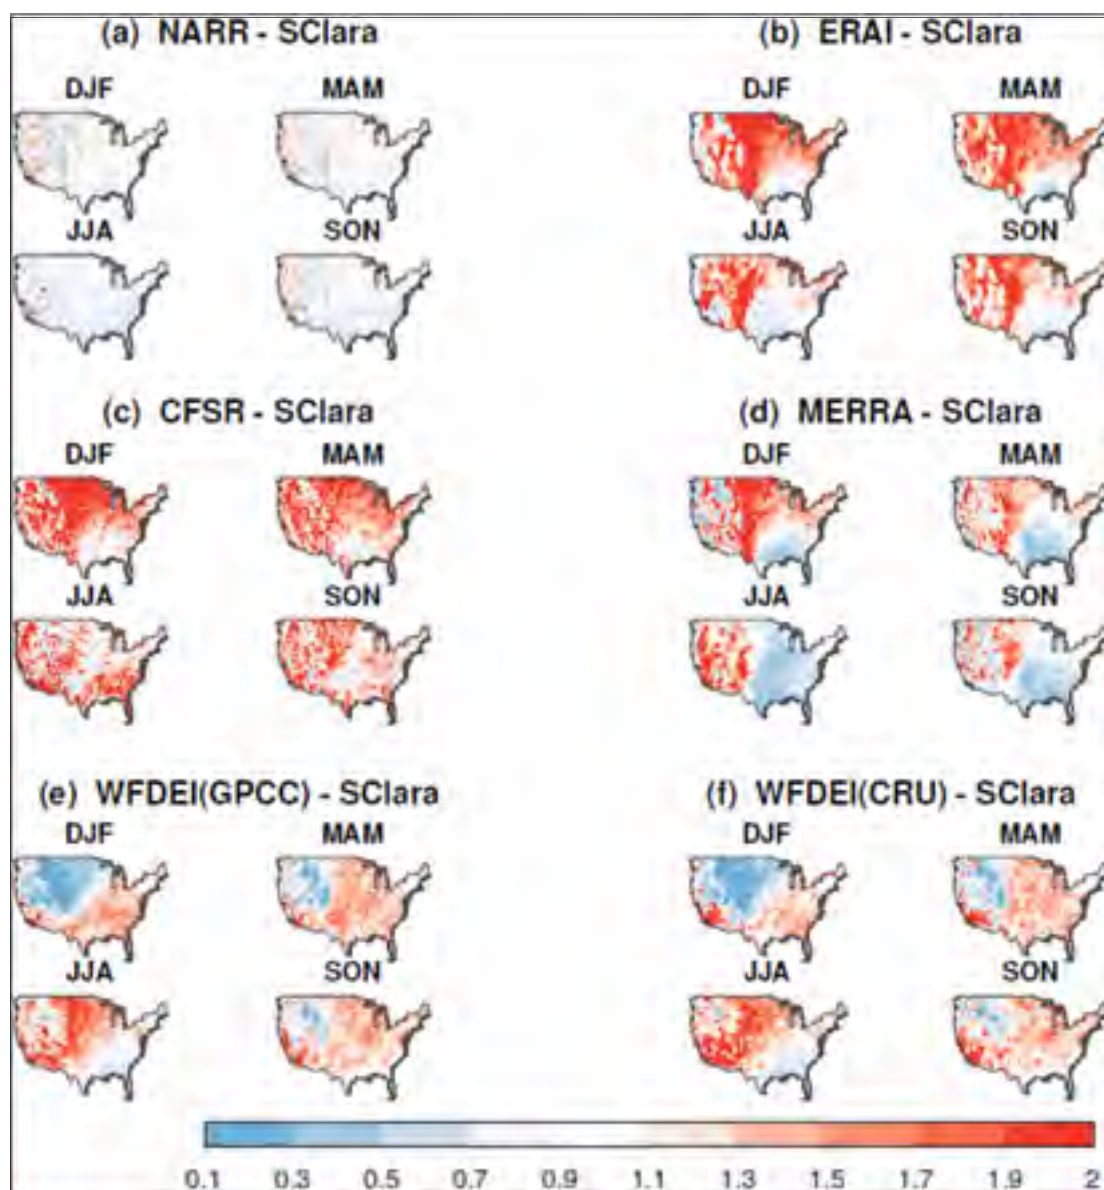 (a) NARR - SClara
DJF MAM
JJA SON
(b) ERAI - SClara
DJF MAM
JJA SON
(c) CFSR - SClara
DJF MAM
JJA SON
(d) MERRA - SClara
DJF MAM
JJA SON
(e) WFDEI(GPCC) - SClara
DJF MAM
JJA SON
(f) WFDEI(CRU) - SClara
DJF MAM
JJA SON
0.1 0.3 0.5 0.7 0.9 1.1 1.3 1.5 1.9 2